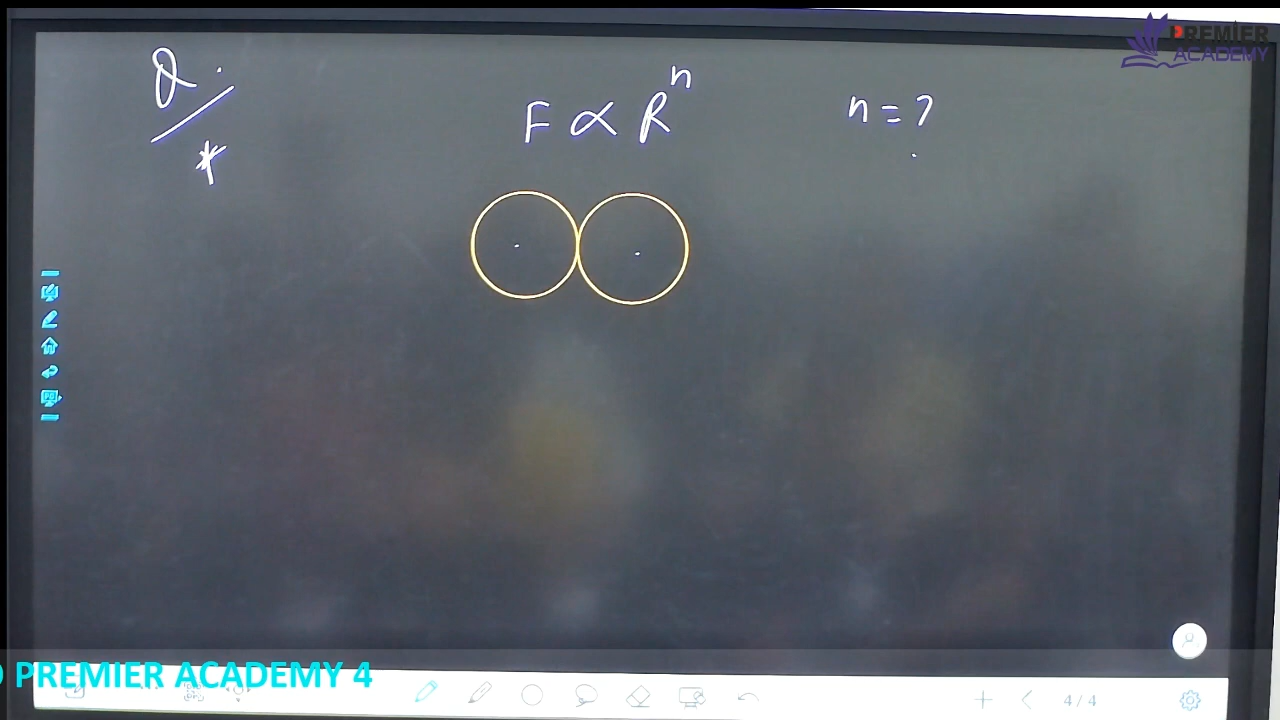 PREMIER
ACADEMY
Q.
*
F ∝ R^n
n = ?
PREMIER ACADEMY 4
4/4